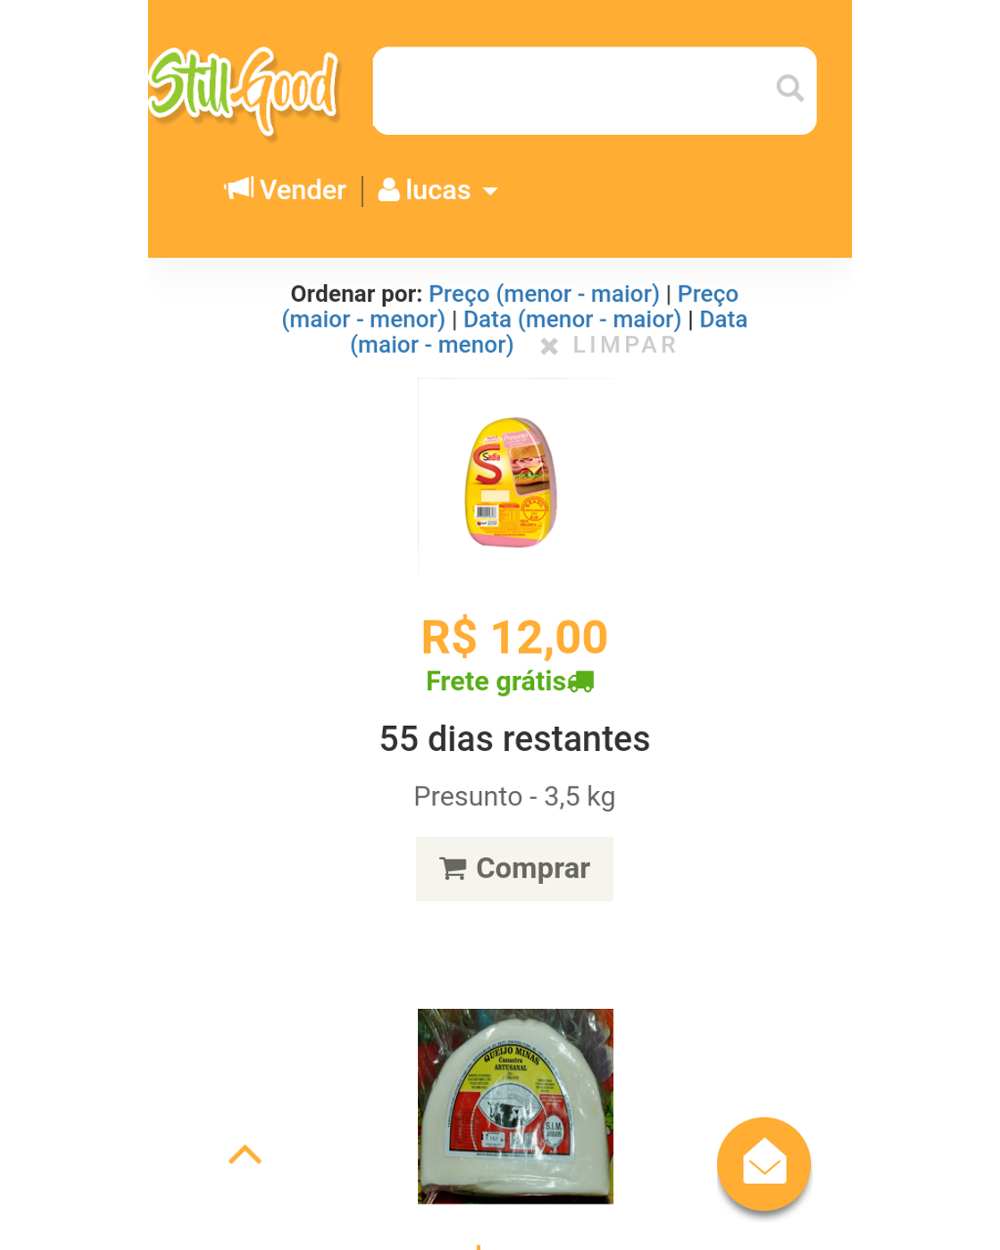 Still Good
Vender | lucas
Ordenar por: Preço (menor - maior) | Preço
(maior - menor) | Data (menor - maior) | Data
(maior - menor) LIMPAR
Sadia
Presunto
R$ 12,00
Frete grátis
55 dias restantes
Presunto - 3,5 kg
Comprar
QUEIJO MINAS
Canastra
ARTESANAL
S.I.M.